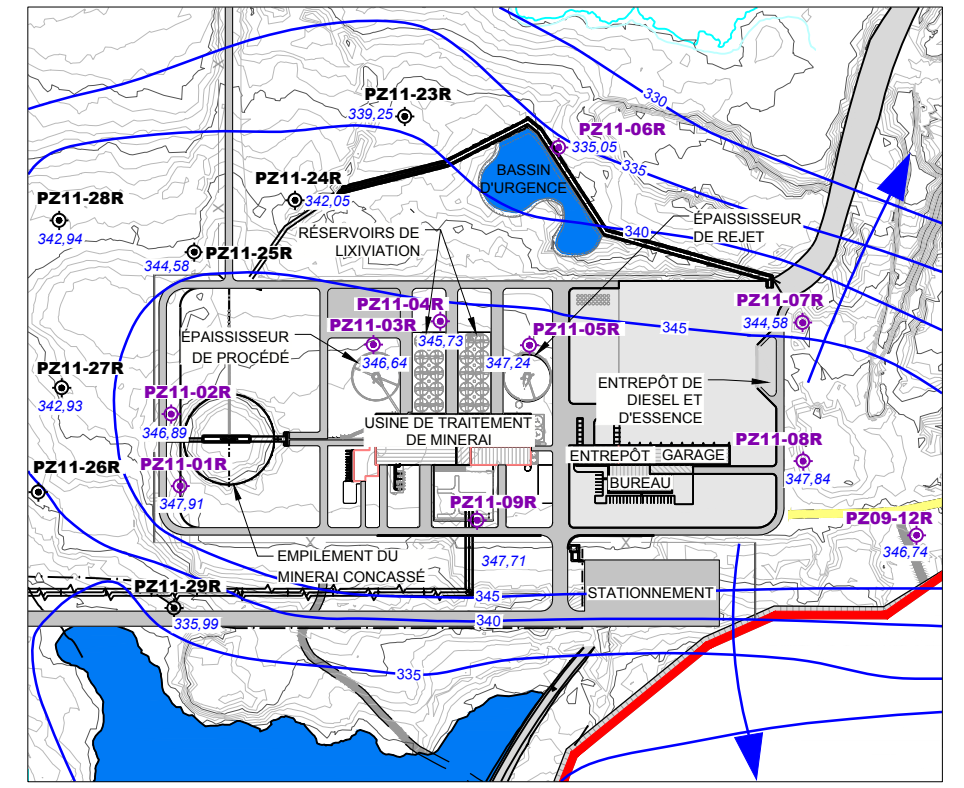 330
PZ11-23R
339,25
PZ11-06R
335,05
335
BASSIN
D'URGENCE
PZ11-24R
342,05
PZ11-28R
342,94
RÉSERVOIRS DE
LIXIVIATION
ÉPAISSISSEUR
DE REJET
340
PZ11-25R
344,58
PZ11-04R
345,73
PZ11-03R
346,64
PZ11-05R
347,24
345
PZ11-07R
344,58
ÉPAISSISSEUR
DE PROCÉDÉ
PZ11-27R
342,93
PZ11-02R
346,89
ENTREPÔT DE
DIESEL ET
D'ESSENCE
USINE DE TRAITEMENT
DE MINERAI
ENTREPÔT
GARAGE
BUREAU
PZ11-08R
347,84
PZ11-26R
PZ11-01R
347,91
PZ11-09R
347,71
PZ09-12R
346,74
EMPILEMENT DU
MINERAI CONCASSÉ
PZ11-29R
335,99
345
STATIONNEMENT
340
335